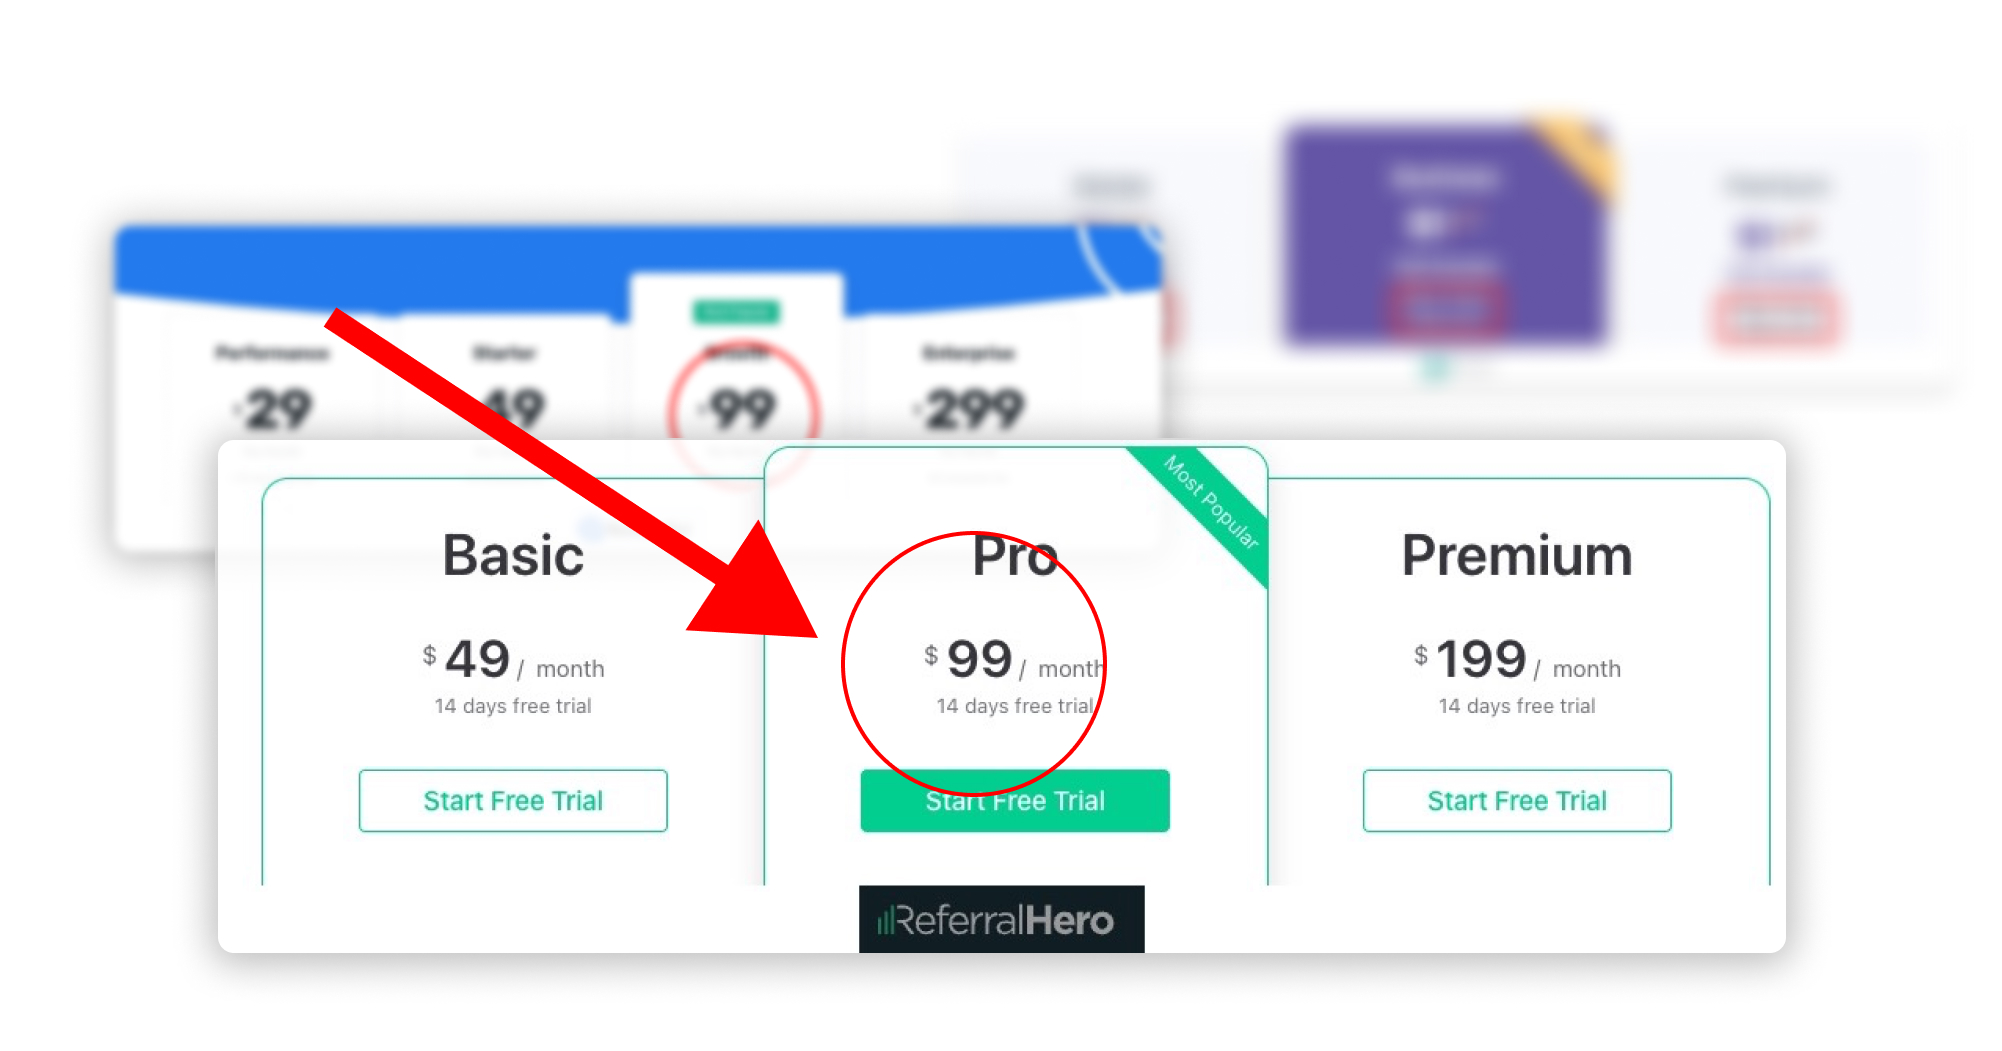 Performance
Starter
Growth
Enterprise
29
49
99
299
Most Popular
Basic
Pro
Premium
$ 49 / month
$ 99 / month
$ 199 / month
14 days free trial
14 days free trial
14 days free trial
Start Free Trial
Start Free Trial
Start Free Trial
ReferralHero